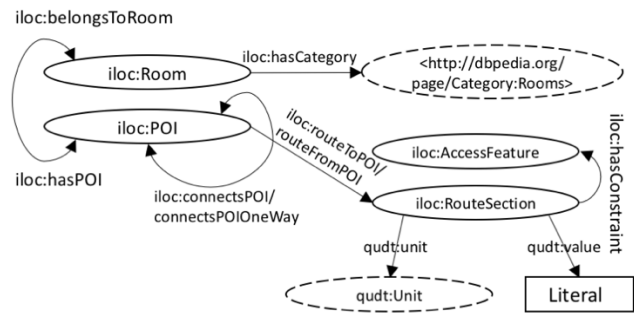 iloc:belongsToRoom
iloc:hasCategory
iloc:Room
<http://dbpedia.org/
page/Category:Rooms>
iloc:POI
iloc:routeToPOI/
routeFromPOI
iloc:AccessFeature
iloc:hasConstraint
iloc:hasPOI
iloc:connectsPOI/
connectsPOIOneWay
iloc:RouteSection
qudt:unit
qudt:value
qudt:Unit
Literal